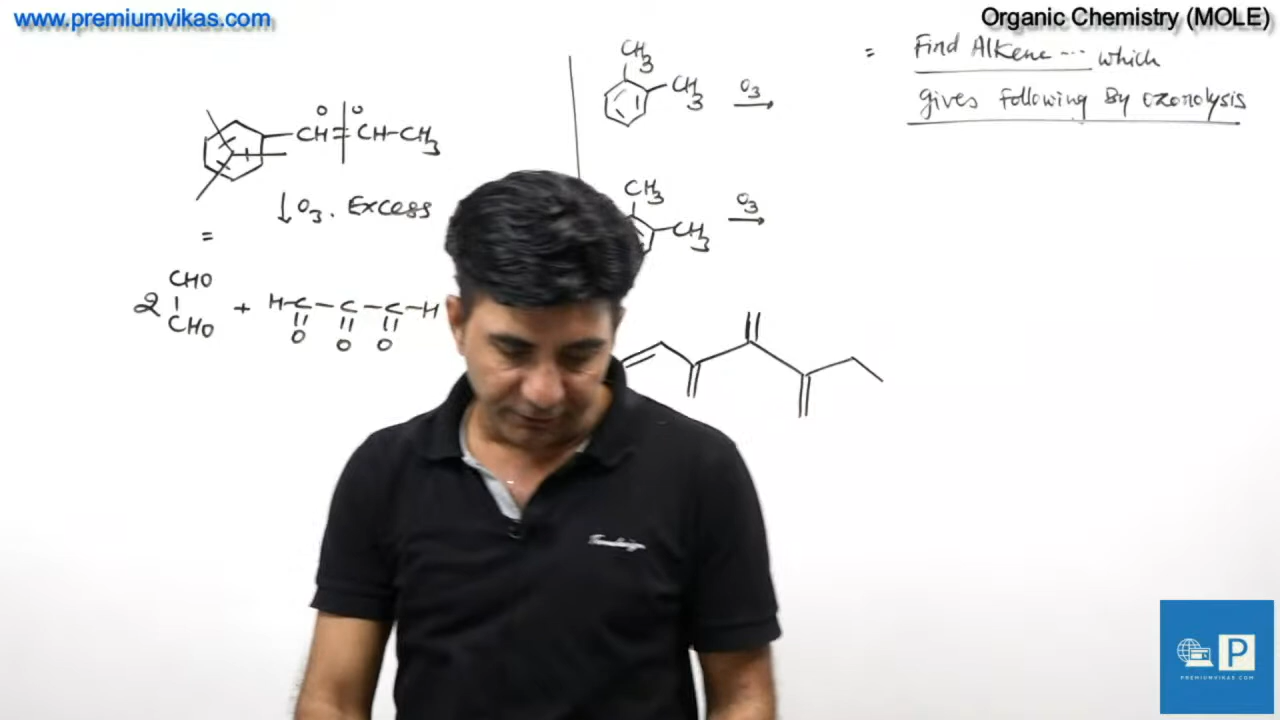 www.premiumvikas.com
Organic Chemistry (MOLE)
= Find Alkene ... which
gives Following By ozonolysis
O O
CH=CH-CH3
↓O3. Excess
=
2 CHO
CHO
+ H-C-C-C-H
O O O
CH3
CH3 O3 →
CH3
CH3 O3 →
P
PREMIUMVIKAS.COM